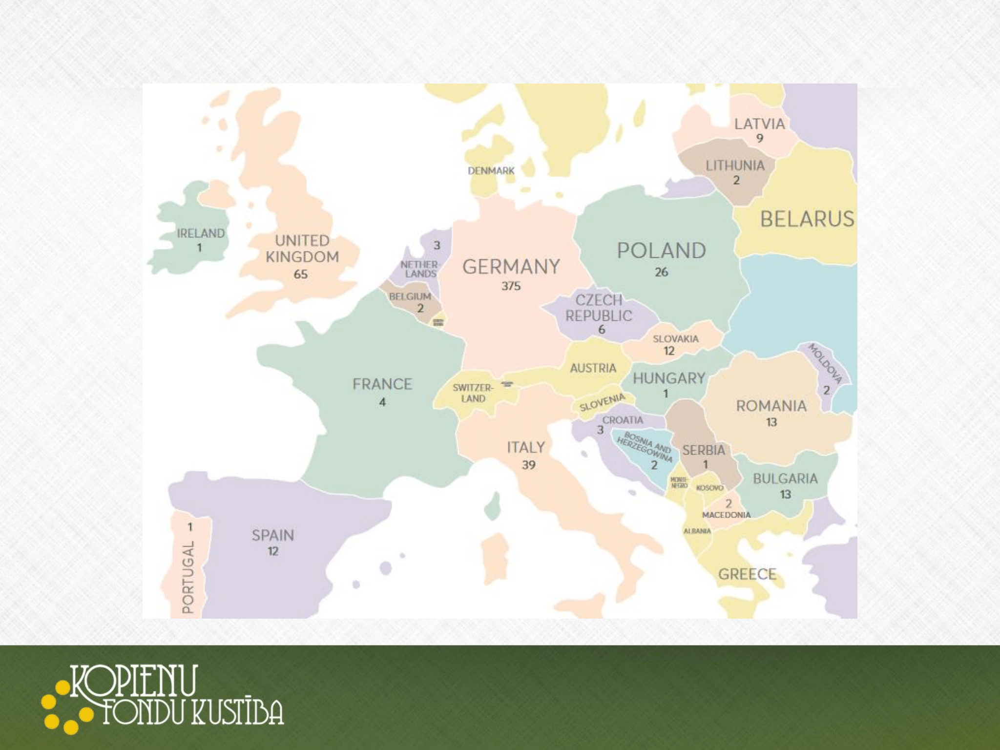 LATVIA
9
LITHUNIA
2
DENMARK
BELARUS
IRELAND
1
UNITED
KINGDOM
65
3
NETHER-
LANDS
GERMANY
375
POLAND
26
BELGIUM
2
CZECH
REPUBLIC
6
SLOVAKIA
12
MOLDOVA
2
AUSTRIA
HUNGARY
1
FRANCE
4
SWITZER-
LAND
SLOVENIA
ROMANIA
13
CROATIA
3
BOSNIA AND
HERZEGOWINA
2
ITALY
39
SERBIA
1
MONTE-
NEGRO
KOSOVO
BULGARIA
13
2
MACEDONIA
ALBANIA
1
PORTUGAL
SPAIN
12
GREECE
KOPIENU
FONDU KUSTĪBA